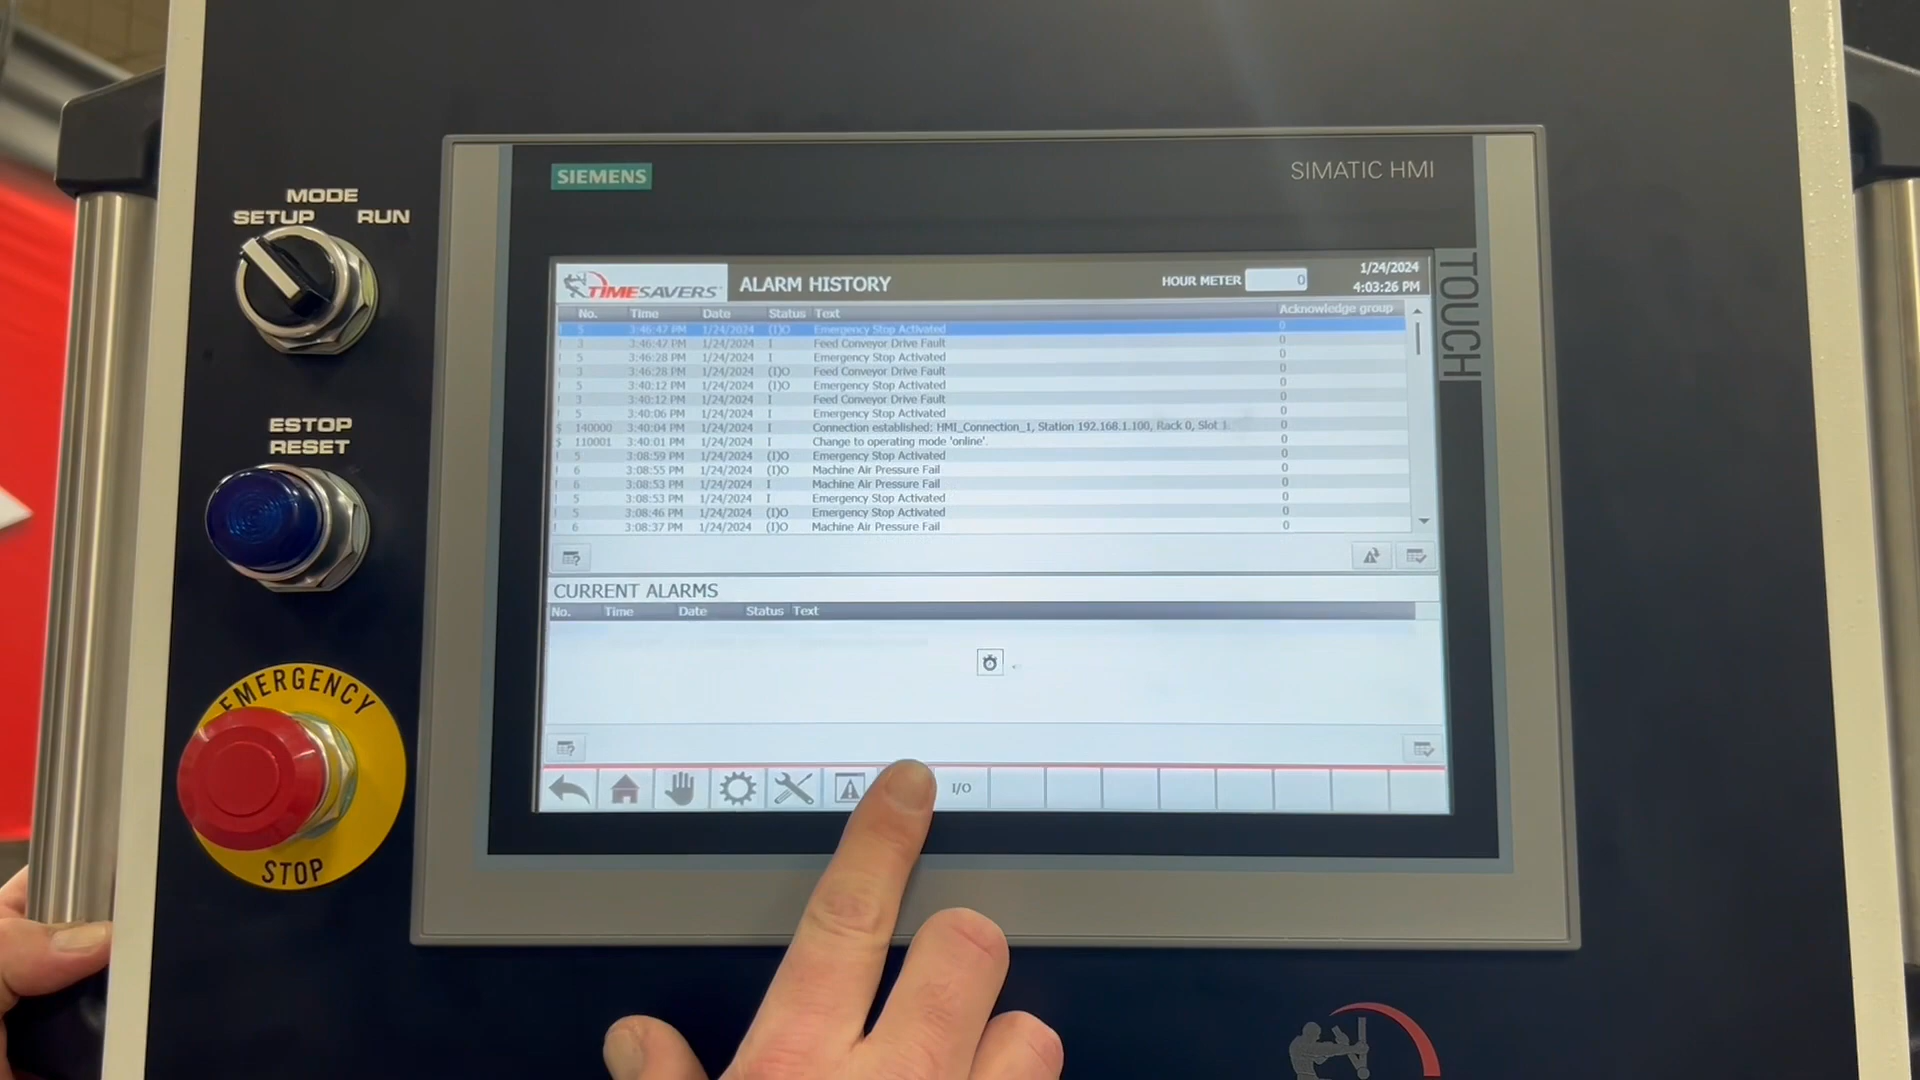 MODE
SETUP RUN
ESTOP
RESET
EMERGENCY
STOP
SIEMENS
SIMATIC HMI
TOUCH
TIMESAVERS
ALARM HISTORY
HOUR METER 0
1/24/2024
4:03:26 PM
No. Time Date Status Text Acknowledge group
! 5 3:46:47 PM 1/24/2024 (I)O Emergency Stop Activated 0
! 3 3:46:47 PM 1/24/2024 I Feed Conveyor Drive Fault 0
! 5 3:46:28 PM 1/24/2024 I Emergency Stop Activated 0
! 3 3:46:28 PM 1/24/2024 (I)O Feed Conveyor Drive Fault 0
! 5 3:40:12 PM 1/24/2024 (I)O Emergency Stop Activated 0
! 3 3:40:12 PM 1/24/2024 I Feed Conveyor Drive Fault 0
! 5 3:40:06 PM 1/24/2024 I Emergency Stop Activated 0
$ 140000 3:40:04 PM 1/24/2024 I Connection established: HMI_Connection_1, Station 192.168.1.100, Rack 0, Slot 1. 0
$ 110001 3:40:01 PM 1/24/2024 I Change to operating mode 'online'. 0
! 5 3:08:59 PM 1/24/2024 (I)O Emergency Stop Activated 0
! 6 3:08:55 PM 1/24/2024 (I)O Machine Air Pressure Fail 0
! 6 3:08:53 PM 1/24/2024 I Machine Air Pressure Fail 0
! 5 3:08:53 PM 1/24/2024 I Emergency Stop Activated 0
! 5 3:08:46 PM 1/24/2024 (I)O Emergency Stop Activated 0
! 6 3:08:37 PM 1/24/2024 (I)O Machine Air Pressure Fail 0
CURRENT ALARMS
No. Time Date Status Text
I/O